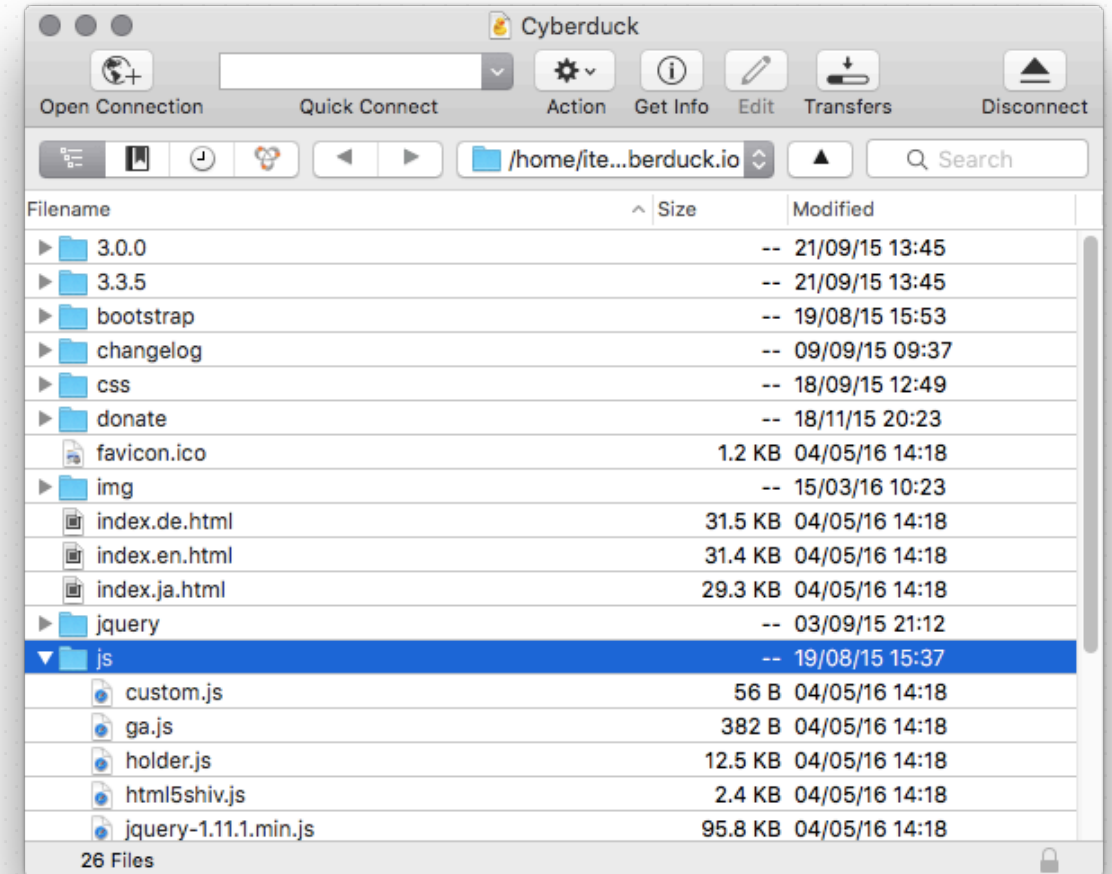 Cyberduck
Open Connection Quick Connect Action Get Info Edit Transfers Disconnect
/home/ite...berduck.io Search
Filename Size Modified
3.0.0 -- 21/09/15 13:45
3.3.5 -- 21/09/15 13:45
bootstrap -- 19/08/15 15:53
changelog -- 09/09/15 09:37
css -- 18/09/15 12:49
donate -- 18/11/15 20:23
favicon.ico 1.2 KB 04/05/16 14:18
img -- 15/03/16 10:23
index.de.html 31.5 KB 04/05/16 14:18
index.en.html 31.4 KB 04/05/16 14:18
index.ja.html 29.3 KB 04/05/16 14:18
jquery -- 03/09/15 21:12
js -- 19/08/15 15:37
custom.js 56 B 04/05/16 14:18
ga.js 382 B 04/05/16 14:18
holder.js 12.5 KB 04/05/16 14:18
html5shiv.js 2.4 KB 04/05/16 14:18
jquery-1.11.1.min.js 95.8 KB 04/05/16 14:18
26 Files